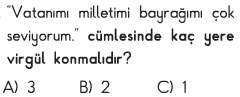 "Vatanımı milletimi bayrağımı çok
seviyorum." cümlesinde kaç yere
virgül konmalıdır?
A) 3 B) 2 C) 1